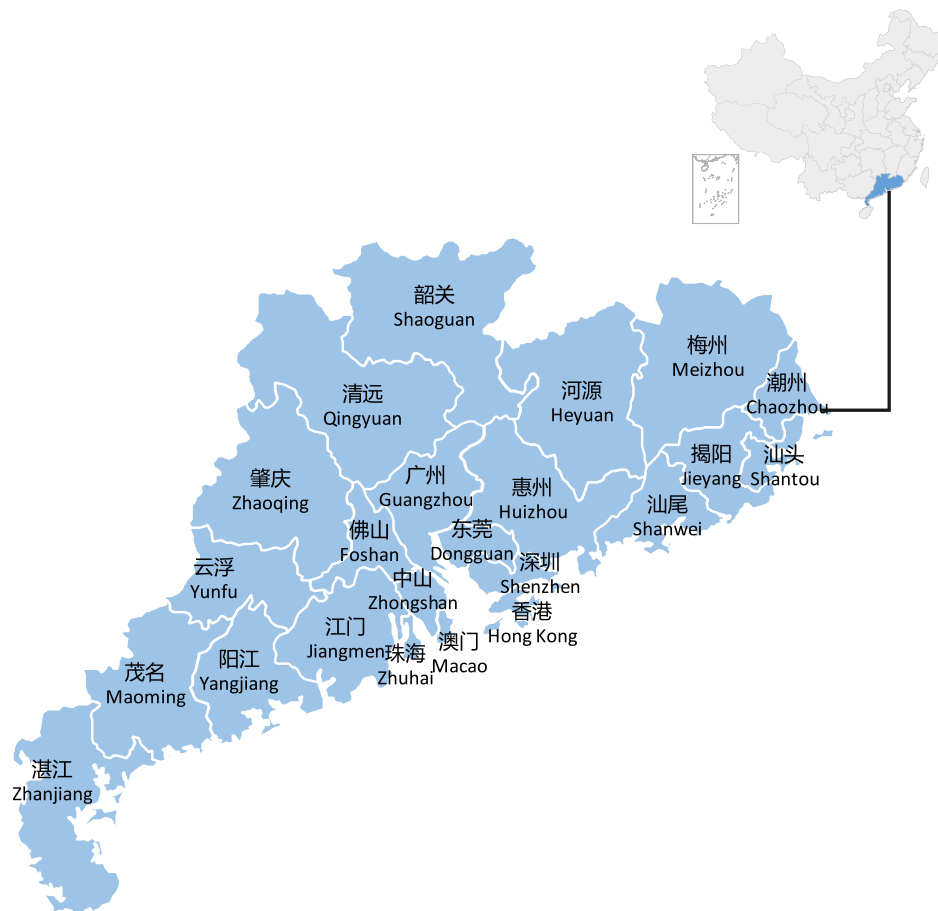 韶关
Shaoguan
梅州
Meizhou
潮州
Chaozhou
清远
Qingyuan
河源
Heyuan
揭阳
Jieyang
汕头
Shantou
肇庆
Zhaoqing
广州
Guangzhou
惠州
Huizhou
汕尾
Shanwei
佛山
Foshan
东莞
Dongguan
深圳
Shenzhen
云浮
Yunfu
中山
Zhongshan
香港
Hong Kong
江门
Jiangmen
珠海
Zhuhai
澳门
Macao
阳江
Yangjiang
茂名
Maoming
湛江
Zhanjiang